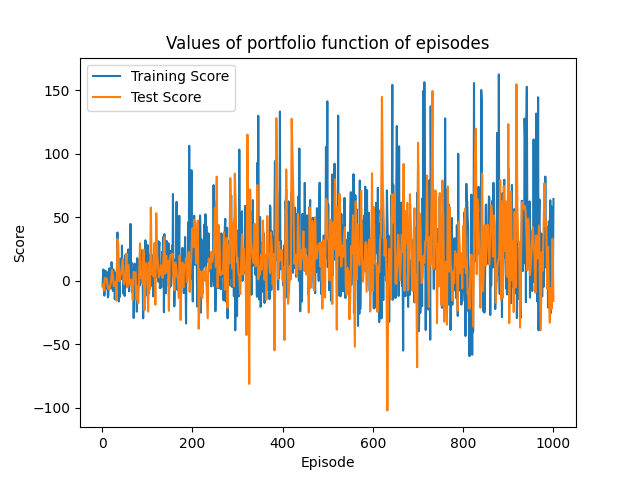 Values of portfolio function of episodes
Training Score
Test Score
150
100
50
0
−50
−100
Score
0
200
400
600
800
1000
Episode